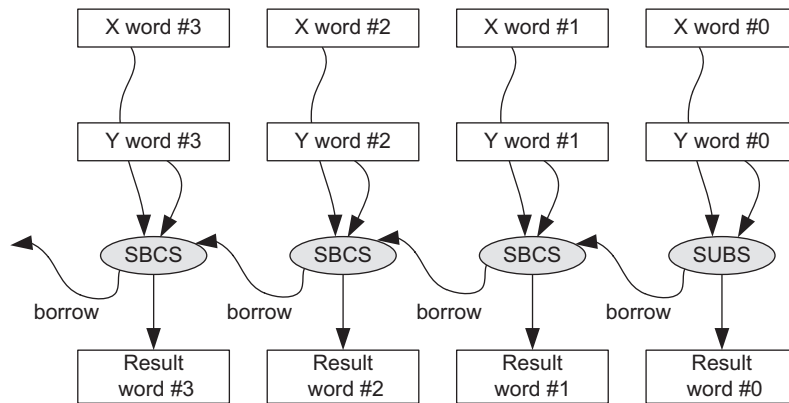 X word #3 X word #2 X word #1 X word #0
Y word #3 Y word #2 Y word #1 Y word #0
SBCS SBCS SBCS SUBS
borrow borrow borrow borrow
Result Result Result Result
word #3 word #2 word #1 word #0